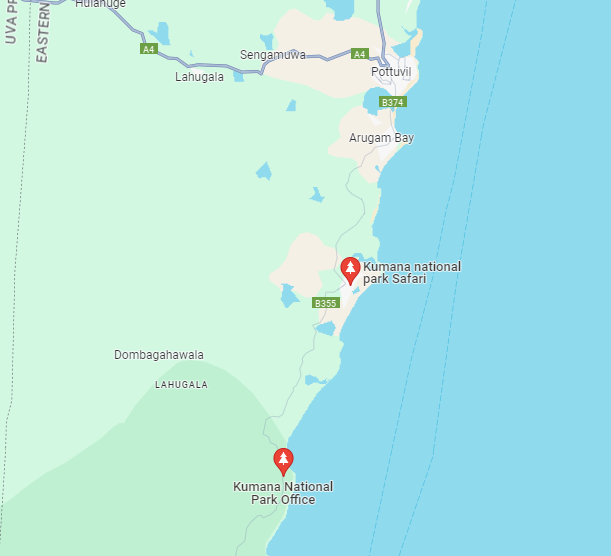 Hulanuge
UVA PR
EASTERN
A4
Sengamuwa
A4
Lahugala
Pottuvil
B374
Arugam Bay
Kumana national
park Safari
B355
Dombagahawala
LAHUGALA
Kumana National
Park Office